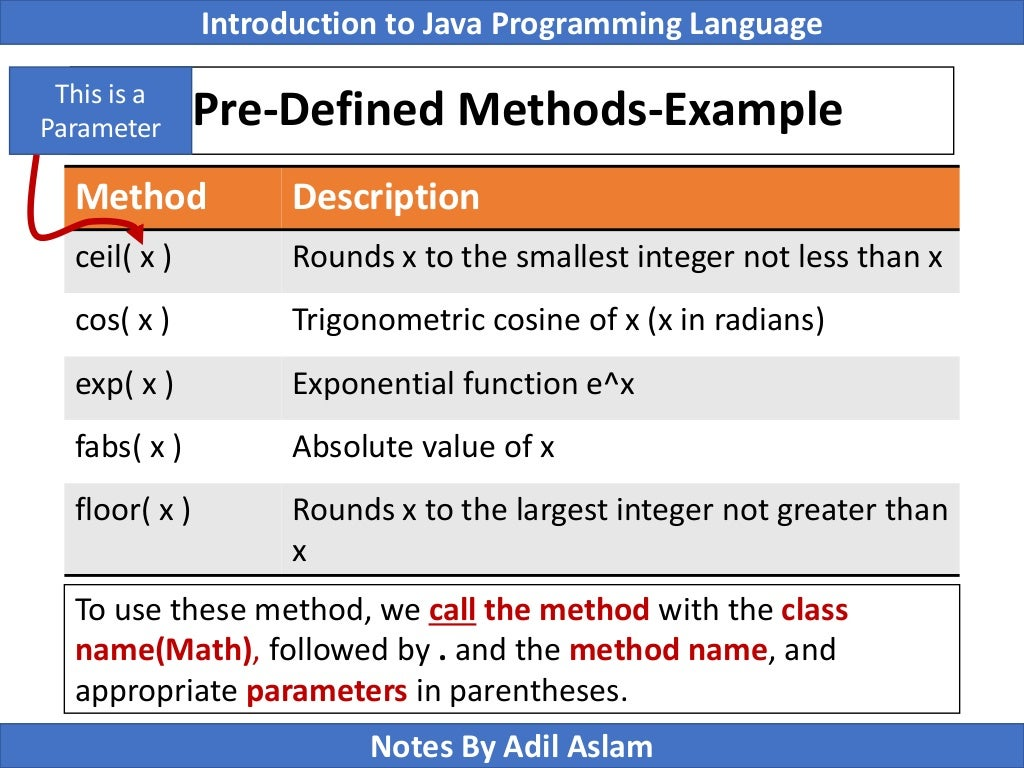 Introduction to Java Programming Language
This is a
Parameter
Pre-Defined Methods-Example
Method Description
ceil( x ) Rounds x to the smallest integer not less than x
cos( x ) Trigonometric cosine of x (x in radians)
exp( x ) Exponential function e^x
fabs( x ) Absolute value of x
floor( x ) Rounds x to the largest integer not greater than
x
To use these method, we call the method with the class
name(Math), followed by . and the method name, and
appropriate parameters in parentheses.
Notes By Adil Aslam